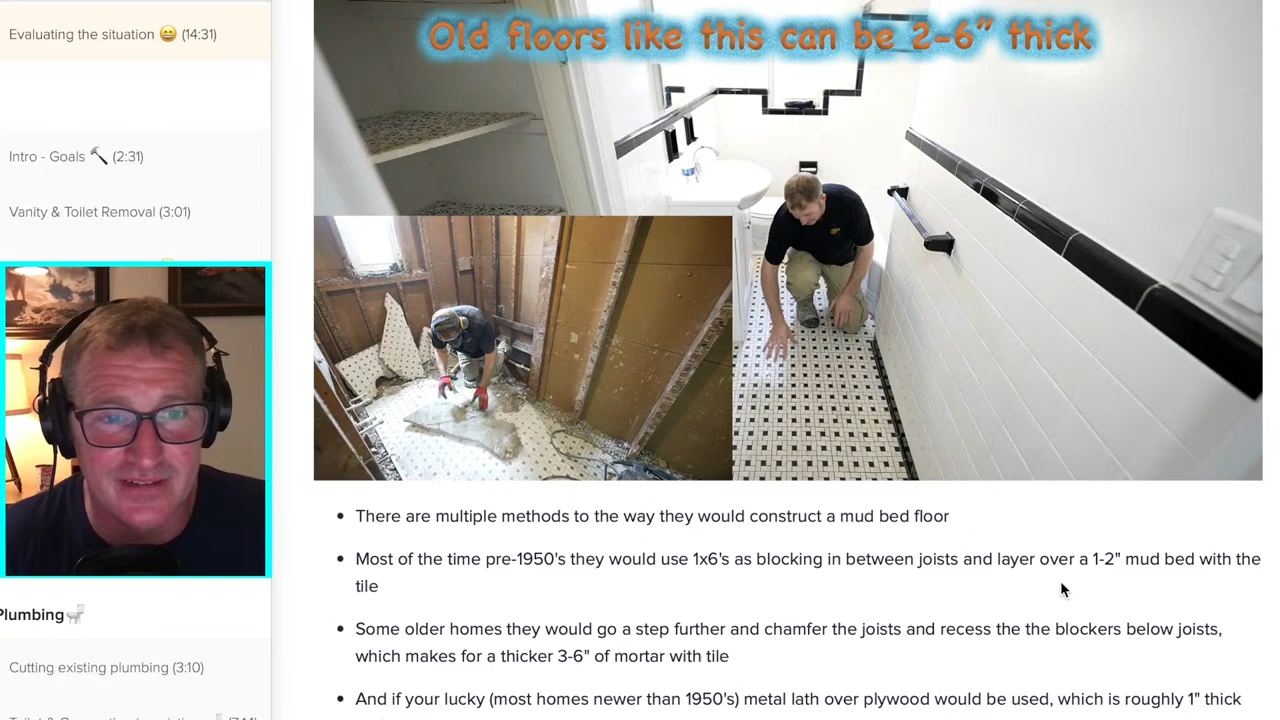 Evaluating the situation 😄 (14:31)
Intro - Goals 🔨 (2:31)
Vanity & Toilet Removal (3:01)
Plumbing🚽
Cutting existing plumbing (3:10)
Old floors like this can be 2-6” thick
There are multiple methods to the way they would construct a mud bed floor
Most of the time pre-1950's they would use 1x6's as blocking in between joists and layer over a 1-2" mud bed with the
tile
Some older homes they would go a step further and chamfer the joists and recess the the blockers below joists,
which makes for a thicker 3-6" of mortar with tile
And if your lucky (most homes newer than 1950's) metal lath over plywood would be used, which is roughly 1" thick